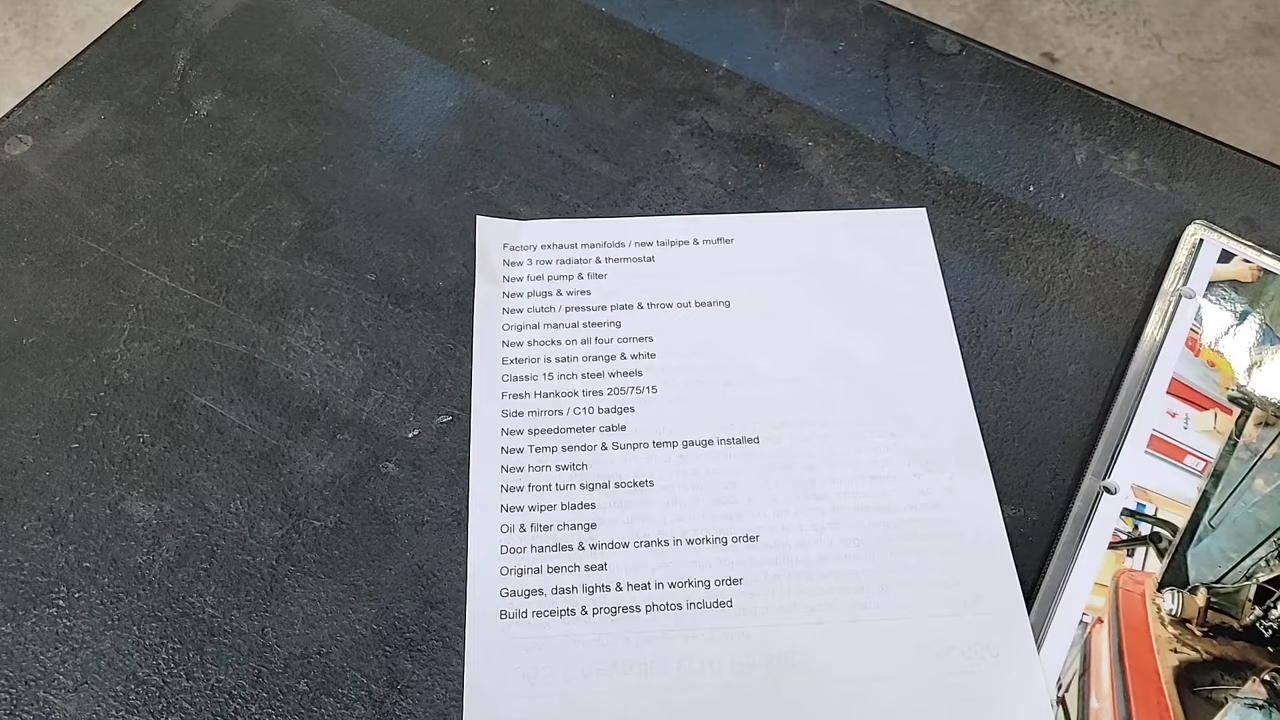 Factory exhaust manifolds / new tailpipe & muffler
New 3 row radiator & thermostat
New fuel pump & filter
New plugs & wires
New clutch / pressure plate & throw out bearing
Original manual steering
New shocks on all four corners
Exterior is satin orange & white
Classic 15 inch steel wheels
Fresh Hankook tires 205/75/15
Side mirrors / C10 badges
New speedometer cable
New Temp sendor & Sunpro temp gauge installed
New horn switch
New front turn signal sockets
New wiper blades
Oil & filter change
Door handles & window cranks in working order
Original bench seat
Gauges, dash lights & heat in working order
Build receipts & progress photos included